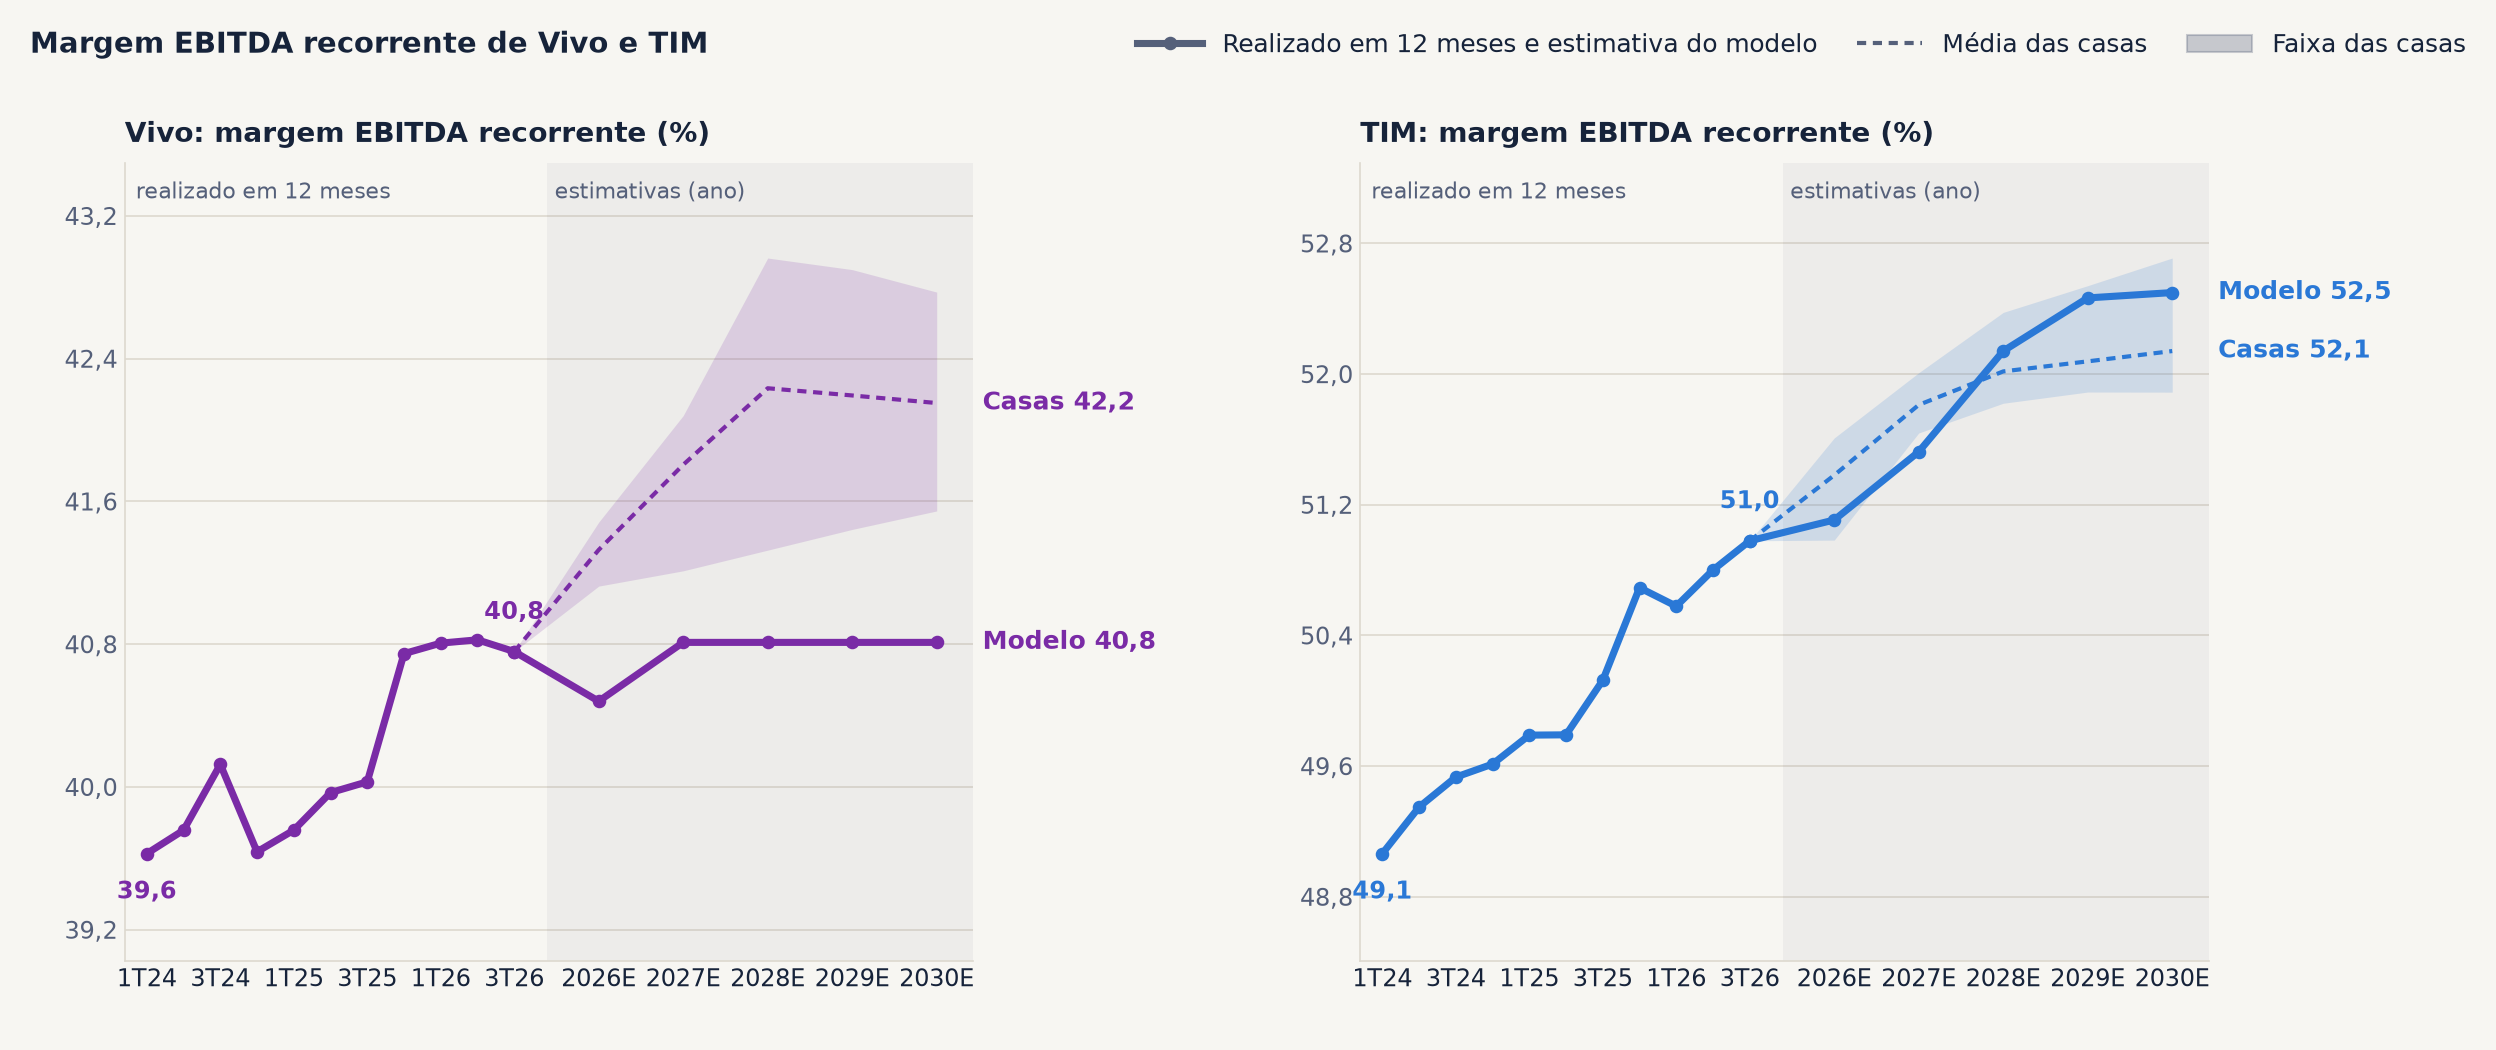 Margem EBITDA recorrente de Vivo e TIM
Realizado em 12 meses e estimativa do modelo
Média das casas
Faixa das casas
Vivo: margem EBITDA recorrente (%)
realizado em 12 meses
estimativas (ano)
43,2
42,4
41,6
40,8
40,0
39,2
40,8
39,6
Casas 42,2
Modelo 40,8
1T24 3T24 1T25 3T25 1T26 3T26 2026E 2027E 2028E 2029E 2030E
TIM: margem EBITDA recorrente (%)
realizado em 12 meses
estimativas (ano)
52,8
52,0
51,2
50,4
49,6
48,8
51,0
49,1
Modelo 52,5
Casas 52,1
1T24 3T24 1T25 3T25 1T26 3T26 2026E 2027E 2028E 2029E 2030E